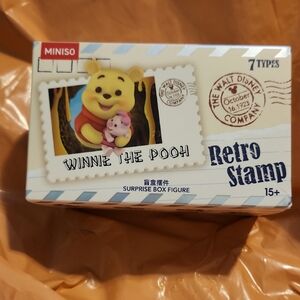 MINISO
7 TYPES
THE WALT DISNEY
October
16.1923
COMPANY
WINNIE THE POOH
Retro
Stamp
盲盒摆件
SURPRISE BOX FIGURE
15+